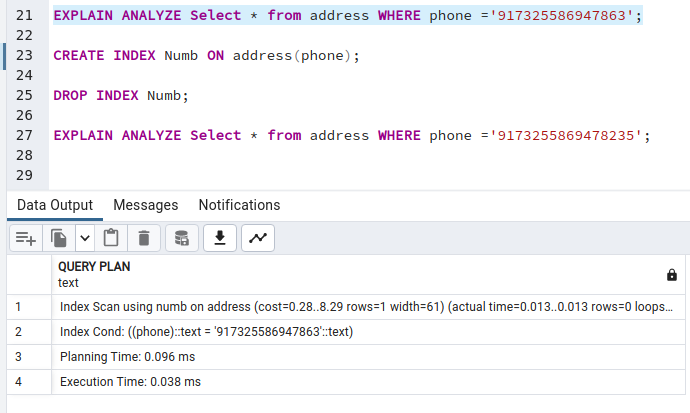 21 EXPLAIN ANALYZE Select * from address WHERE phone ='917325586947863';
22
23 CREATE INDEX Numb ON address(phone);
24
25 DROP INDEX Numb;
26
27 EXPLAIN ANALYZE Select * from address WHERE phone ='9173255869478235';
28
29
Data Output Messages Notifications
QUERY PLAN
text
1 Index Scan using numb on address (cost=0.28..8.29 rows=1 width=61) (actual time=0.013..0.013 rows=0 loops…
2 Index Cond: ((phone)::text = '917325586947863'::text)
3 Planning Time: 0.096 ms
4 Execution Time: 0.038 ms